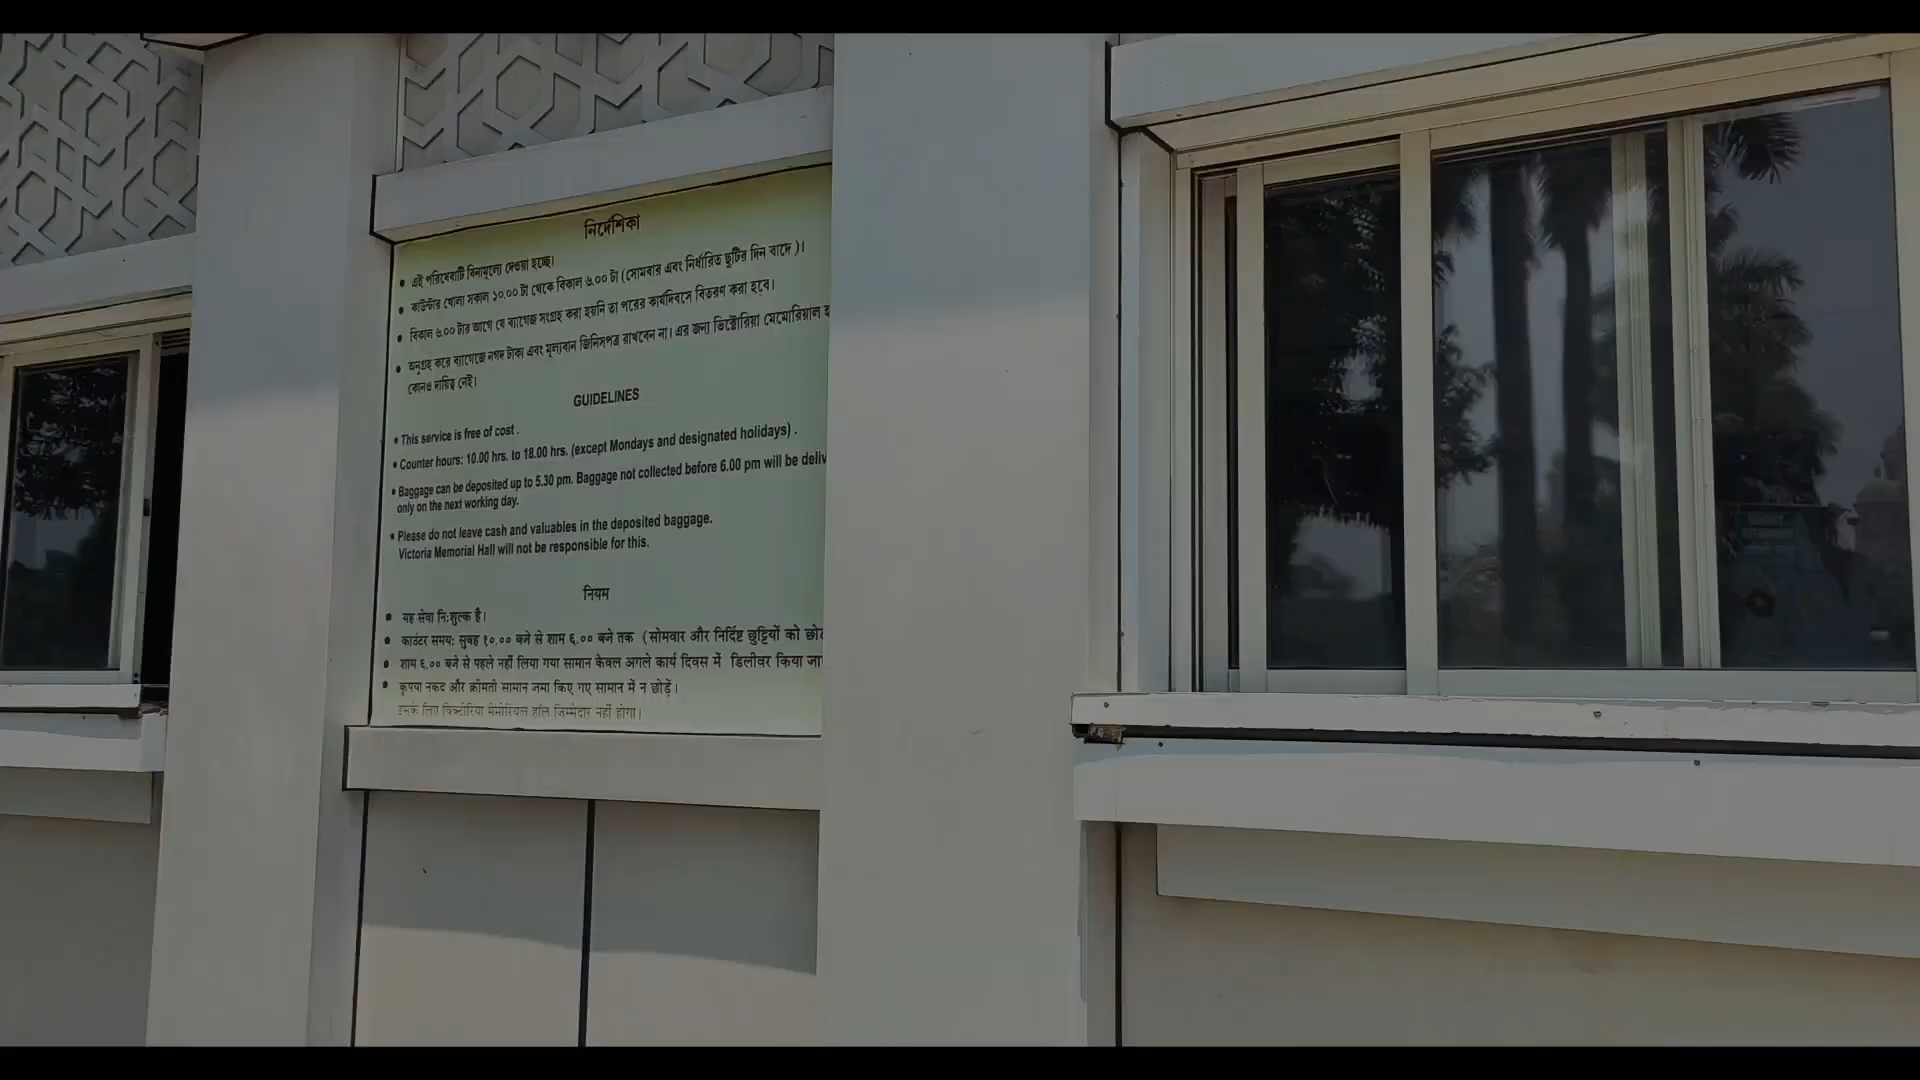 নির্দেশিকা
• এই পরিষেবাটি বিনামূল্যে দেওয়া হচ্ছে।
• কাউন্টার খোলা সকাল ১০.০০ টা থেকে বিকাল ৬.০০ টা (সোমবার এবং নির্ধারিত ছুটির দিন বাদে )।
• বিকাল ৬.০০ টার আগে যে ব্যাগেজ সংগ্রহ করা হয়নি তা পরের কার্যদিবসে বিতরণ করা হবে।
• অনুগ্রহ করে ব্যাগেজে নগদ টাকা এবং মূল্যবান জিনিসপত্র রাখবেন না। এর জন্য ভিক্টোরিয়া মেমোরিয়াল
কোনও দায়িত্ব নেই।
GUIDELINES
• This service is free of cost .
• Counter hours: 10.00 hrs. to 18.00 hrs. (except Mondays and designated holidays) .
• Baggage can be deposited up to 5.30 pm. Baggage not collected before 6.00 pm will be deliv
only on the next working day.
• Please do not leave cash and valuables in the deposited baggage.
Victoria Memorial Hall will not be responsible for this.
नियम
• यह सेवा नि:शुल्क है।
• काउंटर समय: सुबह १०.०० बजे से शाम ६.०० बजे तक (सोमवार और निर्दिष्ट छुट्टियों को छोड़
• शाम ६.०० बजे से पहले नहीं लिया गया सामान केवल अगले कार्य दिवस में डिलीवर किया जा
• कृपया नकद और क़ीमती सामान जमा किए गए सामान में न छोड़ें।
इसके लिए विक्टोरिया मेमोरियल हॉल जिम्मेदार नहीं होगा।